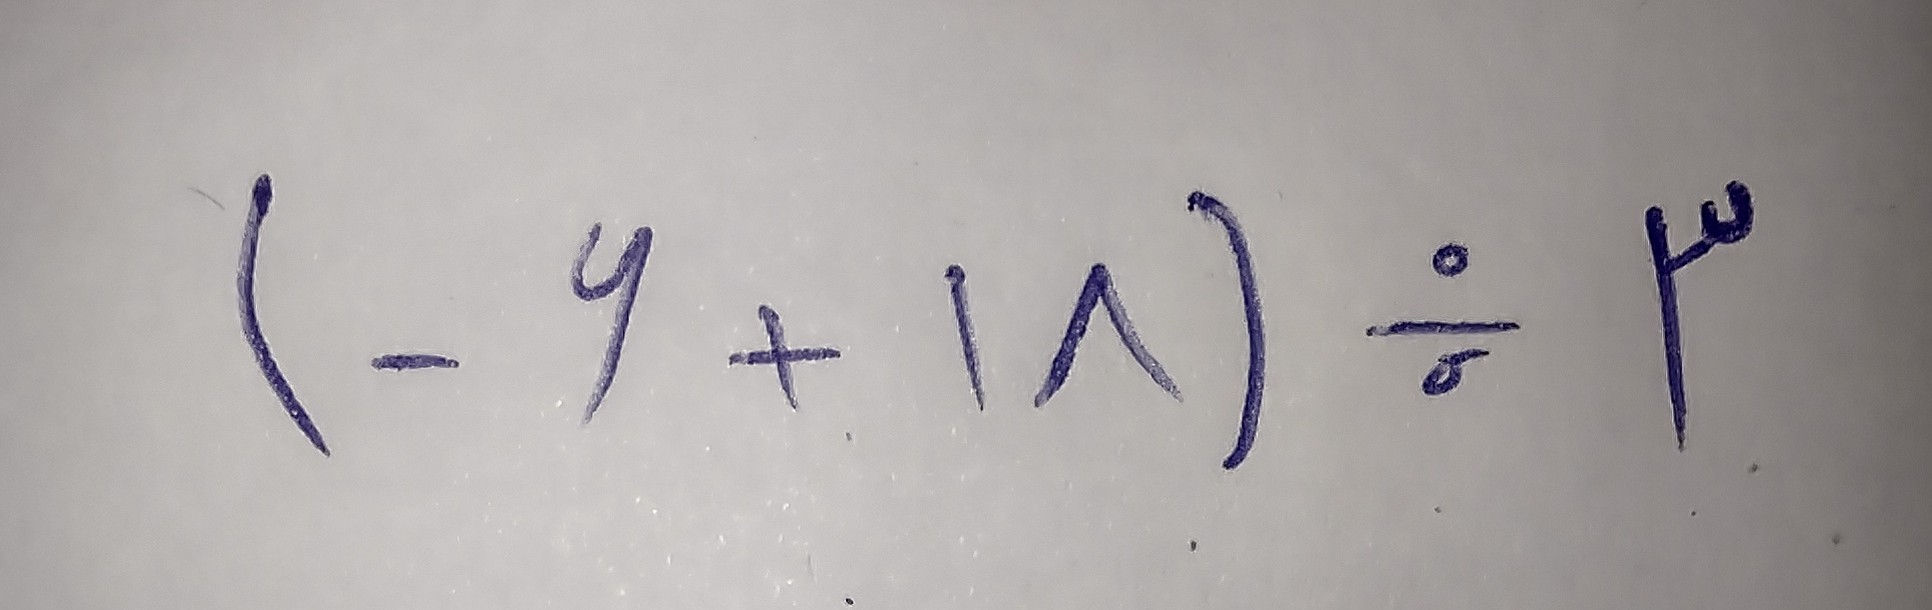 (- ۶ + ۱۸) ÷ ۳